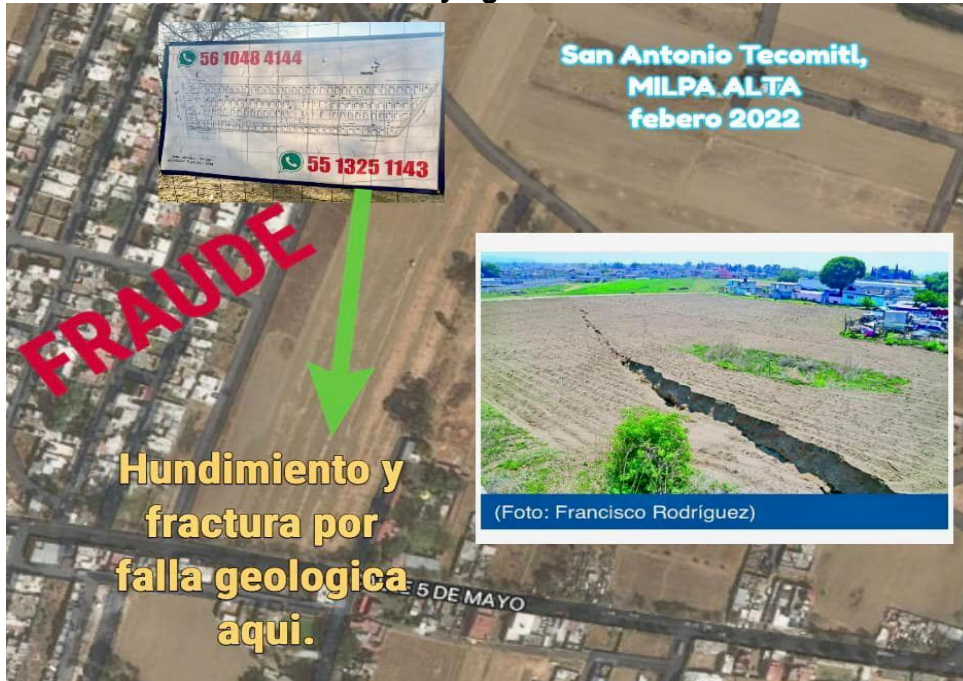 56 1048 4144
55 1325 1143
San Antonio Tecomitl,
MILPA ALTA
febero 2022
FRAUDE
(Foto: Francisco Rodríguez)
Hundimiento y
fractura por
falla geologica
aqui.
5 DE MAYO